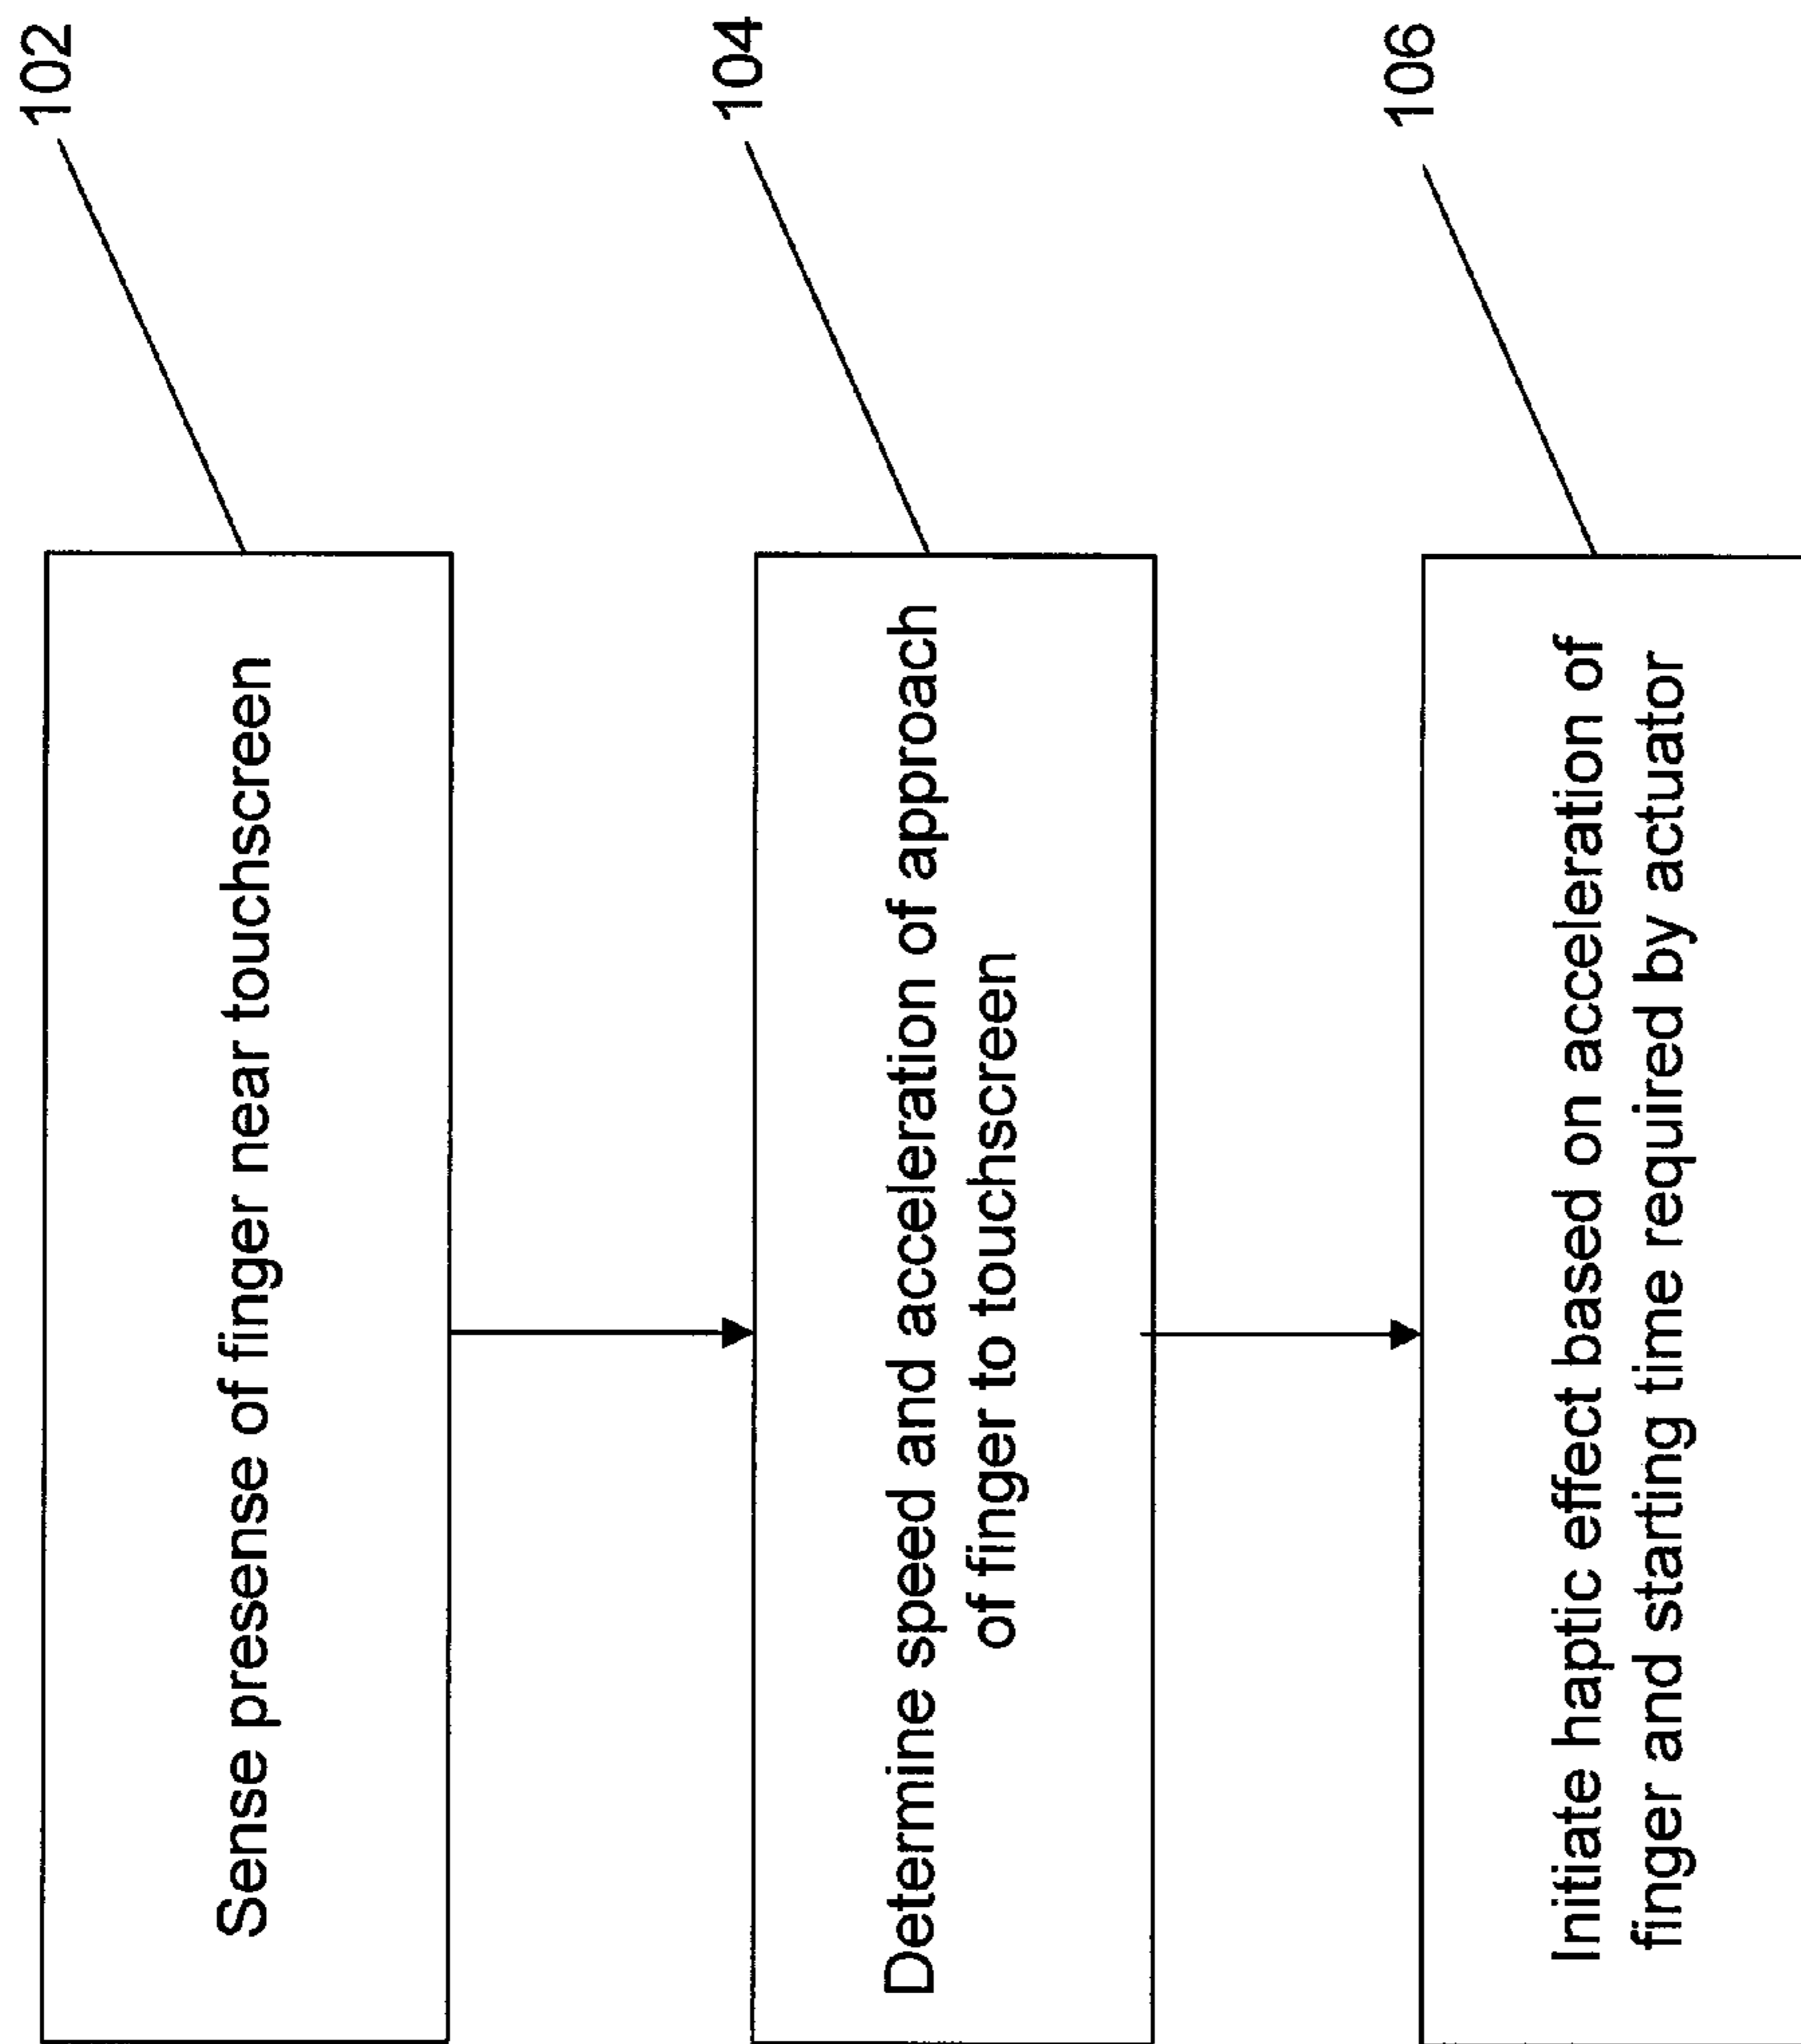 102
Sense presense of finger near touchscreen
104
Determine speed and acceleration of approach
of finger to touchscreen
106
Initiate haptic effect based on acceleration of
finger and starting time required by actuator